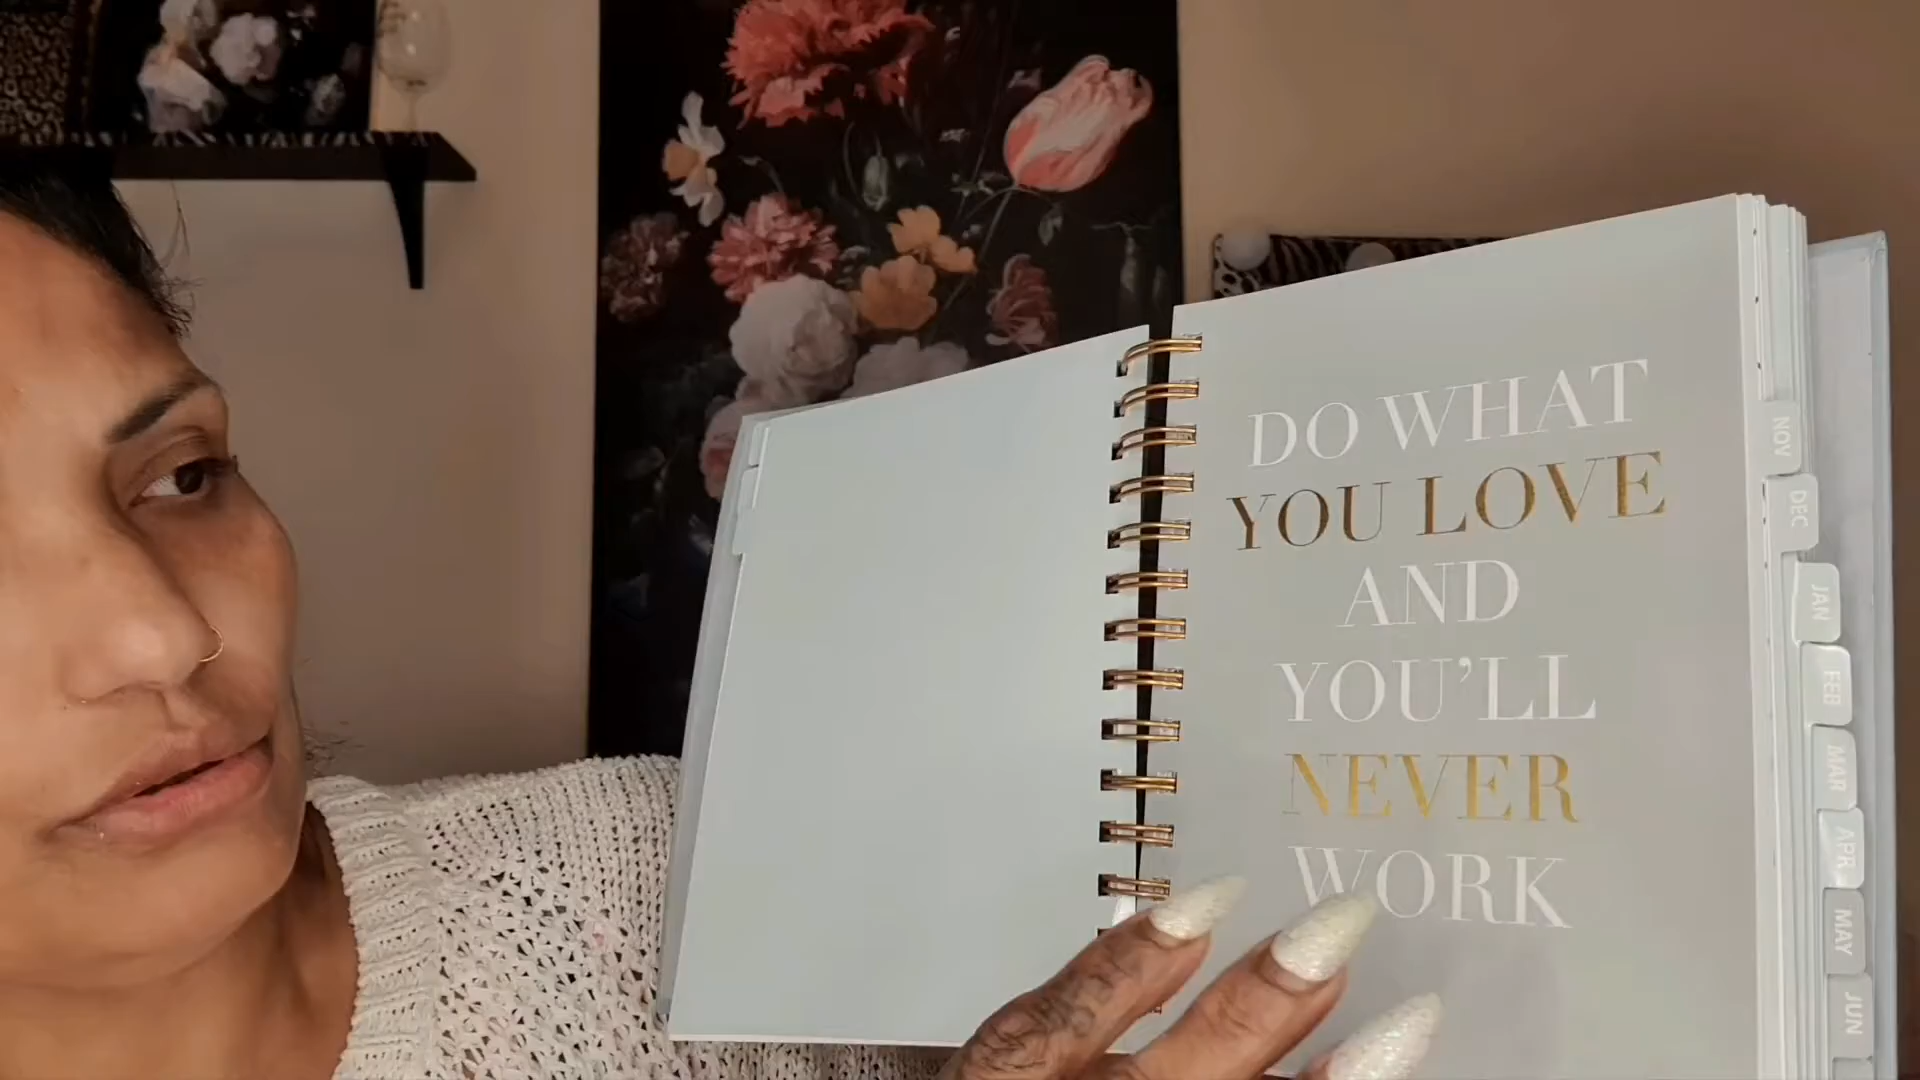 DO WHAT
YOU LOVE
AND
YOU'LL
NEVER
WORK
NOV
DEC
JAN
FEB
MAR
APR
MAY
JUN